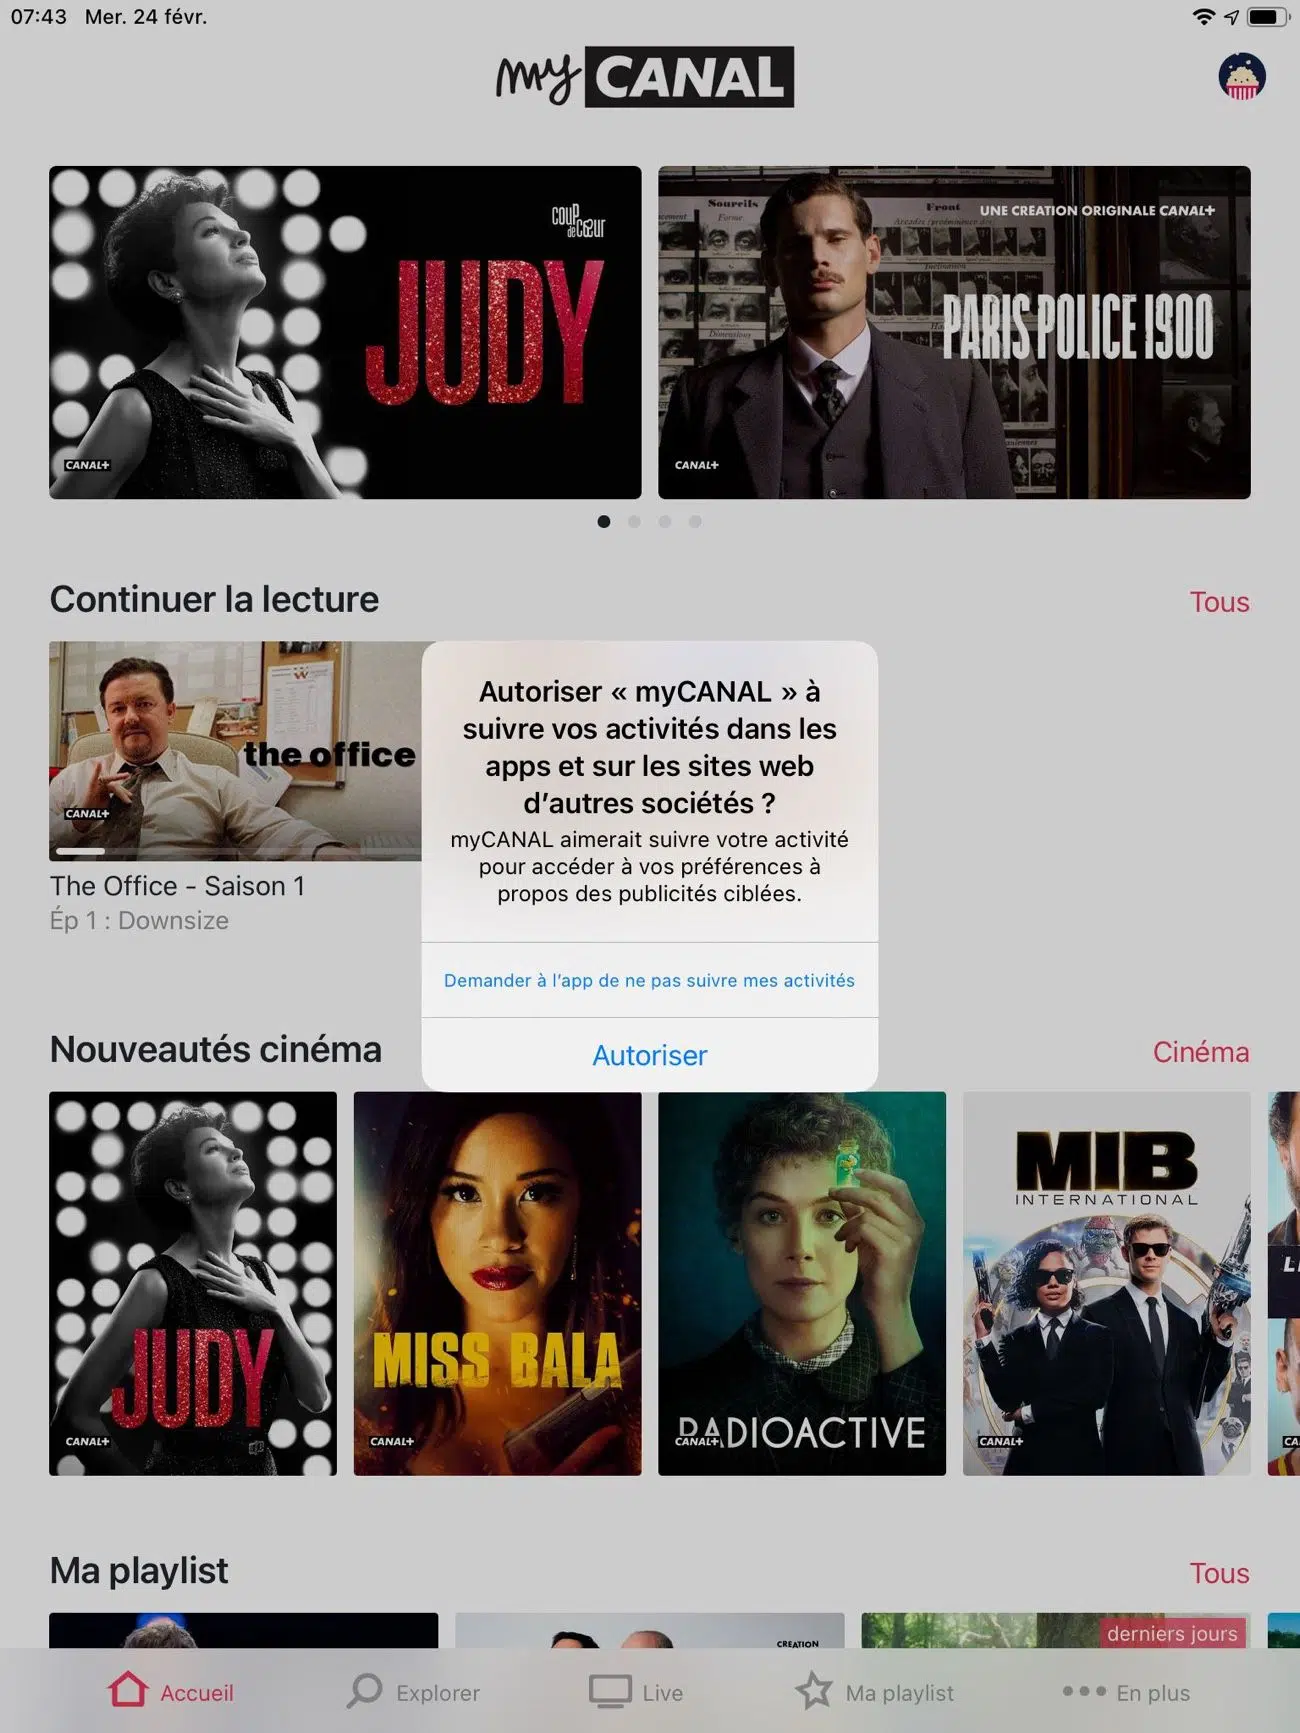 07:43 Mer. 24 févr.
my CANAL
coup de cœur
JUDY
CANAL+
Sourcils
Forme
Front
UNE CREATION ORIGINALE CANAL+
Inclinaison
Dimensions
PARIS POLICE 1900
CANAL+
Continuer la lecture
Tous
the office
CANAL+
The Office - Saison 1
Ép 1 : Downsize
Autoriser « myCANAL » à
suivre vos activités dans les
apps et sur les sites web
d’autres sociétés ?
myCANAL aimerait suivre votre activité
pour accéder à vos préférences à
propos des publicités ciblées.
Demander à l’app de ne pas suivre mes activités
Autoriser
Nouveautés cinéma
Cinéma
JUDY
CANAL+
MISS BALA
CANAL+
RADIOACTIVE
CANAL+
MIB
INTERNATIONAL
CANAL+
Ma playlist
Tous
CREATION
derniers jours
Accueil
Explorer
Live
Ma playlist
En plus